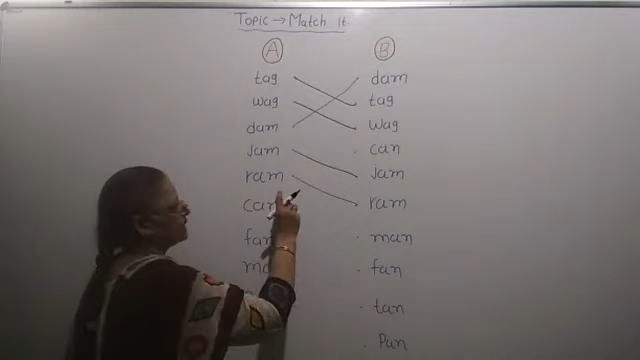 Topic → Match it.
A B
tag dam
wag tag
dam wag
Jam can
ram Jam
ram
man
fan
tan
Pan